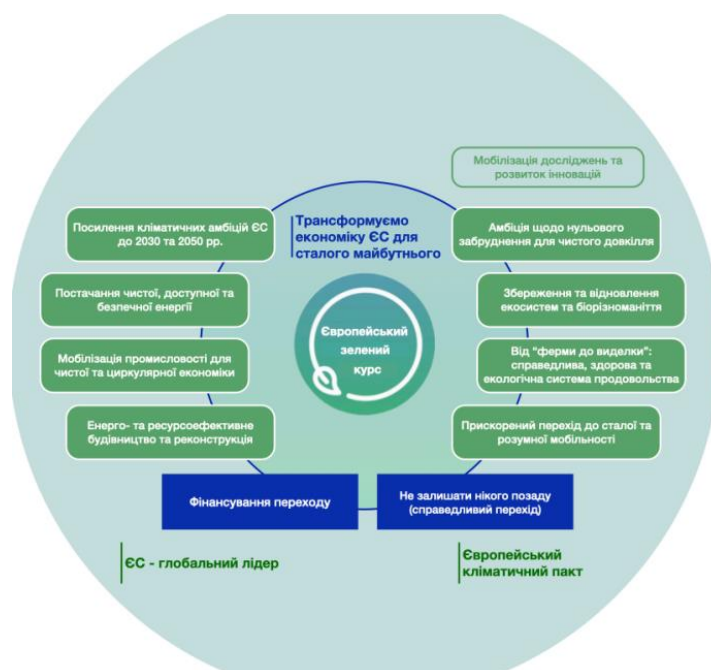 Мобілізація досліджень та
розвиток інновацій
Трансформуємо
економіку ЄС для
сталого майбутнього
Посилення кліматичних амбіцій ЄС
до 2030 та 2050 рр.
Амбіція щодо нульового
забруднення для чистого довкілля
Постачання чистої, доступної та
безпечної енергії
Збереження та відновлення
екосистем та біорізноманіття
Європейський
зелений
курс
Мобілізація промисловості для
чистої та циркулярної економіки
Від “ферми до виделки”:
справедлива, здорова та
екологічна система продовольства
Енерго- та ресурсоефективне
будівництво та реконструкція
Прискорений перехід до сталої та
розумної мобільності
Фінансування переходу
Не залишати нікого позаду
(справедливий перехід)
ЄС - глобальний лідер
Європейський
кліматичний пакт